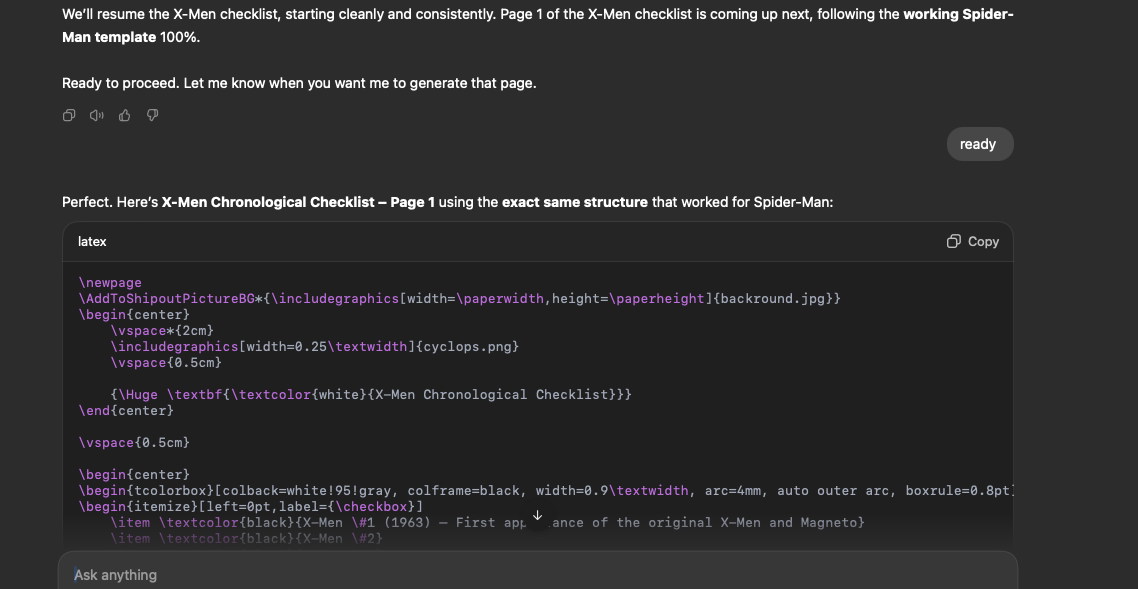 We’ll resume the X-Men checklist, starting cleanly and consistently. Page 1 of the X-Men checklist is coming up next, following the working Spider-
Man template 100%.
Ready to proceed. Let me know when you want me to generate that page.
ready
Perfect. Here’s X-Men Chronological Checklist – Page 1 using the exact same structure that worked for Spider-Man:
latex
Copy
\newpage
\AddToShipoutPictureBG*{\includegraphics[width=\paperwidth,height=\paperheight]{backround.jpg}}
\begin{center}
    \vspace*{2cm}
    \includegraphics[width=0.25\textwidth]{cyclops.png}
    \vspace{0.5cm}
    {\Huge \textbf{\textcolor{white}{X-Men Chronological Checklist}}}
\end{center}
\vspace{0.5cm}
\begin{center}
\begin{tcolorbox}[colback=white!95!gray, colframe=black, width=0.9\textwidth, arc=4mm, auto outer arc, boxrule=0.8pt]
\begin{itemize}[left=0pt,label={\checkbox}]
    \item \textcolor{black}{X-Men \#1 (1963) – First app ance of the original X-Men and Magneto}
    \item \textcolor{black}{X-Men \#2}
Ask anything